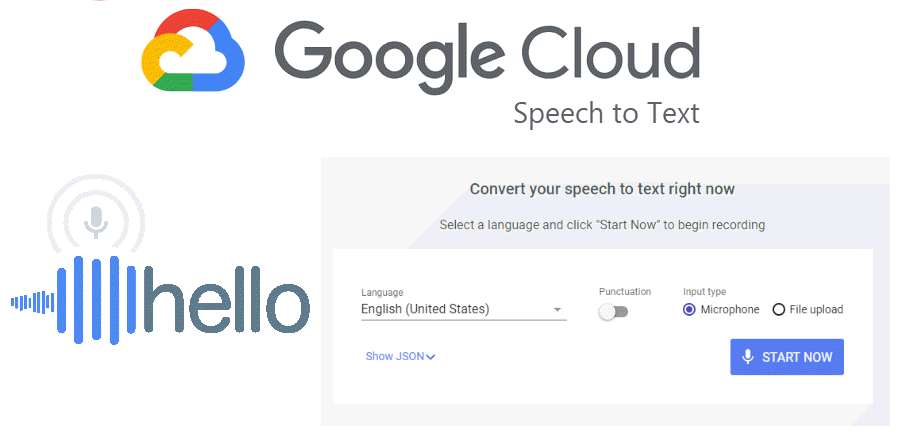 Google Cloud
Speech to Text
hello
Convert your speech to text right now
Select a language and click "Start Now" to begin recording
Language
English (United States)
Punctuation
Input type
Microphone
File upload
Show JSON
START NOW